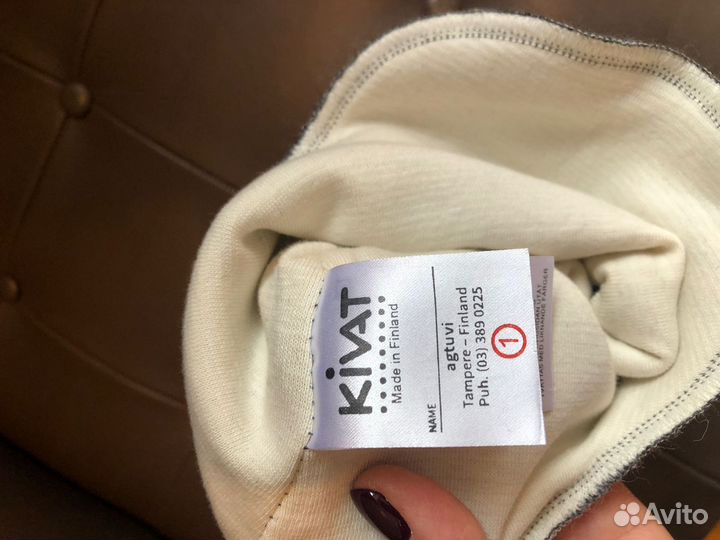 KiVAT
Made in Finland
NAME
agtuvi
Tampere – Finland
Puh. (03) 389 0225
1
Avito